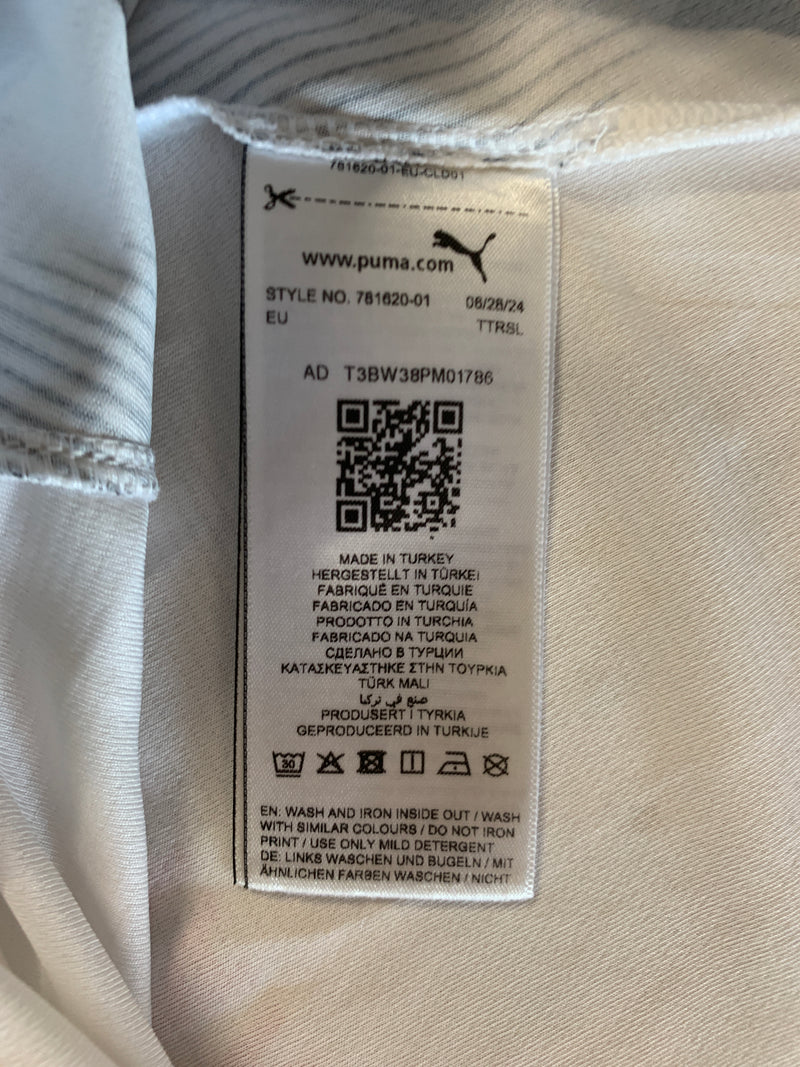 781620-01-EU-CLD01
www.puma.com
STYLE NO. 781620-01 08/28/24
EU TTRSL
AD T3BW38PM01786
MADE IN TURKEY
HERGESTELLT IN TÜRKEi
FABRIQUÉ EN TURQUIE
FABRICADO EN TURQUÍA
PRODOTTO IN TURCHIA
FABRICADO NA TURQUIA
СДЕЛАНО В ТУРЦИИ
ΚΑΤΑΣΚΕΥΑΣΤΗΚΕ ΣΤΗΝ ΤΟΥΡΚΙΑ
TÜRK MALI
صنع في تركيا
PRODUSERT I TYRKIA
GEPRODUCEERD IN TURKIJE
30
EN: WASH AND IRON INSIDE OUT / WASH
WITH SIMILAR COLOURS / DO NOT IRON
PRINT / USE ONLY MILD DETERGENT
DE: LINKS WASCHEN UND BUGELN / MIT
ÄHNLICHEN FARBEN WASCHEN / NICHT